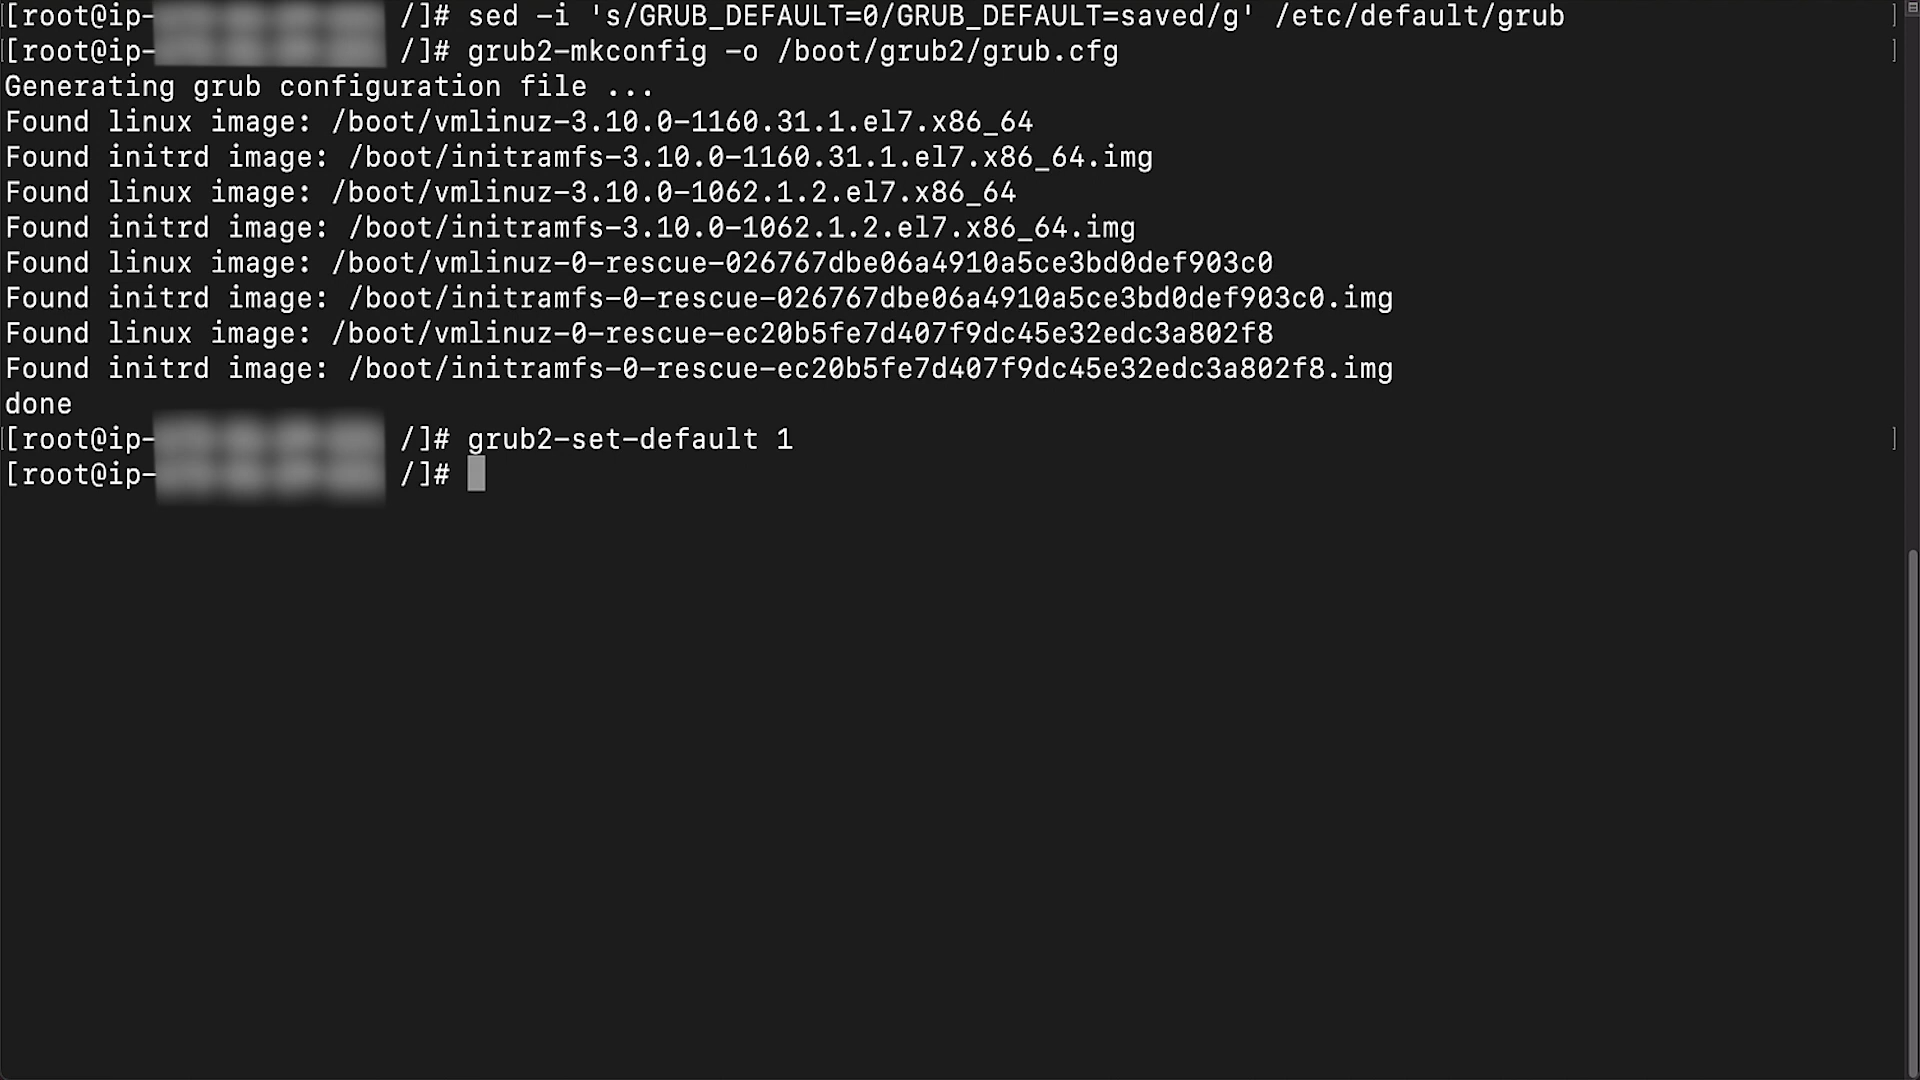 [root@ip- /]# sed -i 's/GRUB_DEFAULT=0/GRUB_DEFAULT=saved/g' /etc/default/grub ]
[root@ip- /]# grub2-mkconfig -o /boot/grub2/grub.cfg ]
Generating grub configuration file ...
Found linux image: /boot/vmlinuz-3.10.0-1160.31.1.el7.x86_64
Found initrd image: /boot/initramfs-3.10.0-1160.31.1.el7.x86_64.img
Found linux image: /boot/vmlinuz-3.10.0-1062.1.2.el7.x86_64
Found initrd image: /boot/initramfs-3.10.0-1062.1.2.el7.x86_64.img
Found linux image: /boot/vmlinuz-0-rescue-026767dbe06a4910a5ce3bd0def903c0
Found initrd image: /boot/initramfs-0-rescue-026767dbe06a4910a5ce3bd0def903c0.img
Found linux image: /boot/vmlinuz-0-rescue-ec20b5fe7d407f9dc45e32edc3a802f8
Found initrd image: /boot/initramfs-0-rescue-ec20b5fe7d407f9dc45e32edc3a802f8.img
done
[root@ip- /]# grub2-set-default 1 ]
[root@ip- /]#